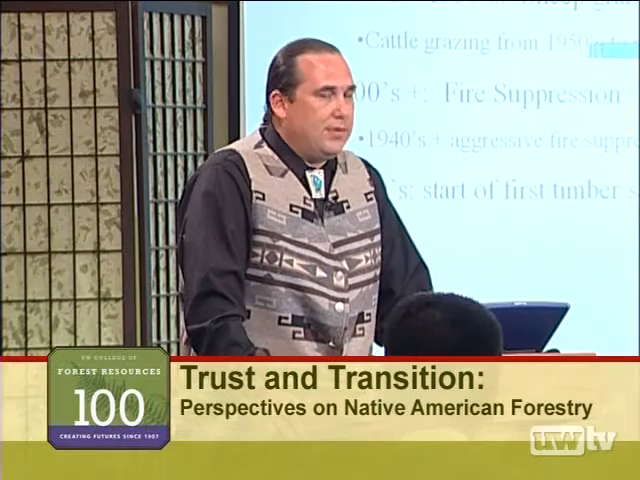 •Cattle grazing from 1950's
00's +: Fire Suppression
•1940's + aggressive fire suppre
's: start of first timber s
UW COLLEGE OF
FOREST RESOURCES
100
CREATING FUTURES SINCE 1907
Trust and Transition:
Perspectives on Native American Forestry
uwtv